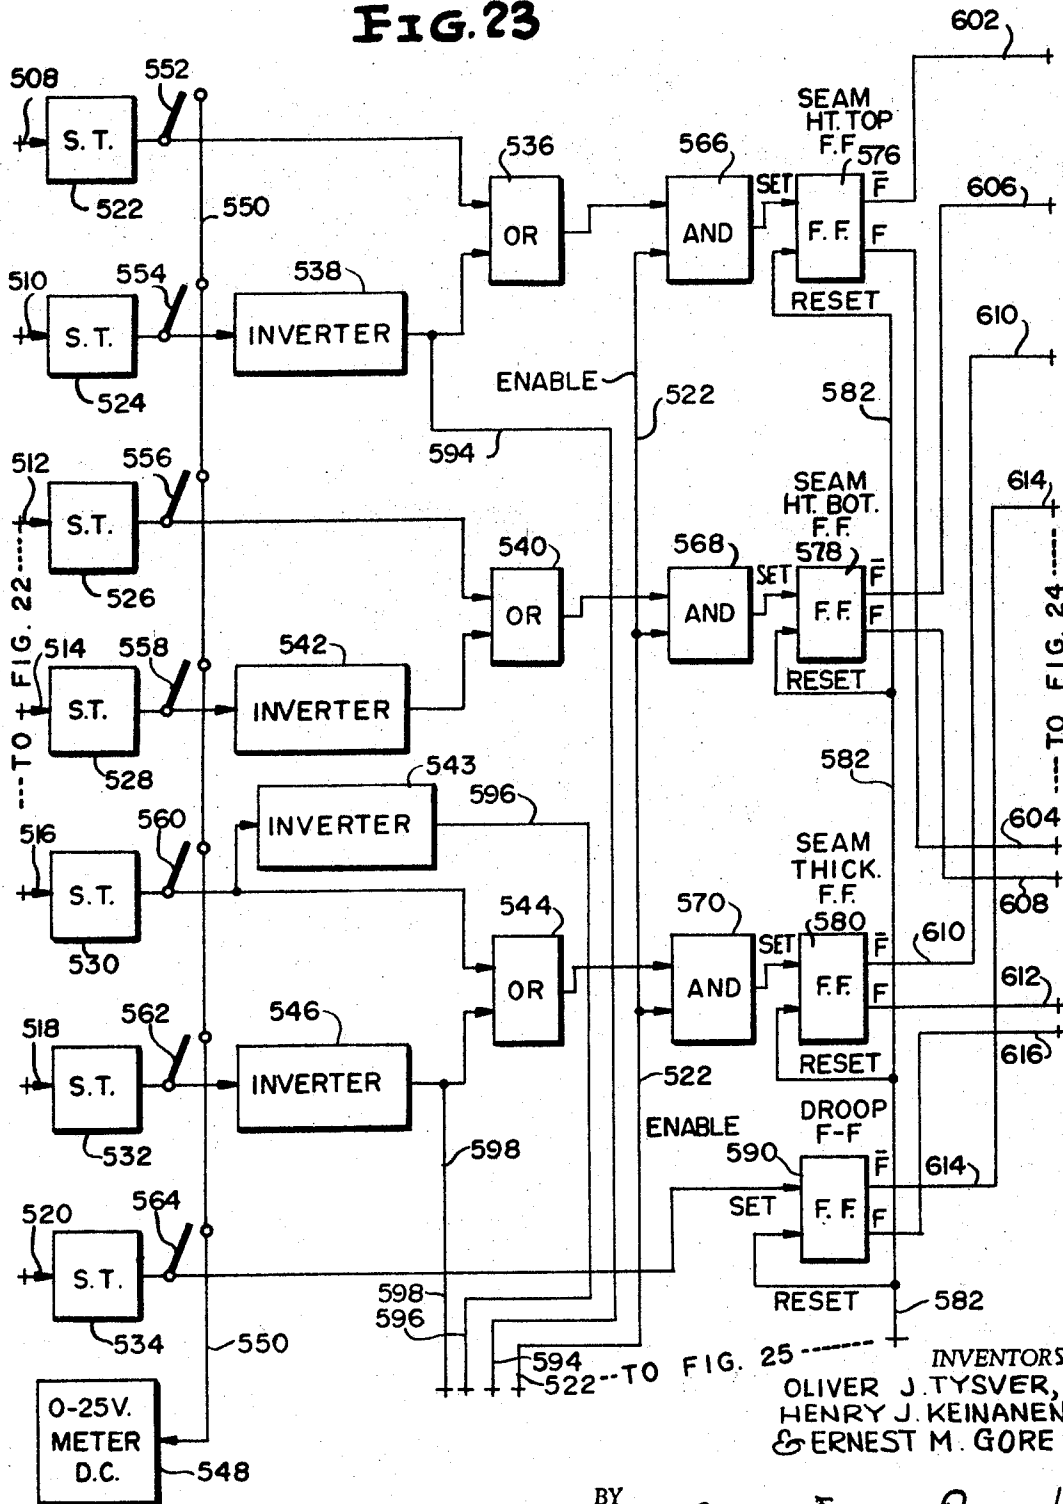 FIG.23
602
552
508
SEAM
HT. TOP
F.F.
S.T.
536
566
576
SET
F̅
606
522
550
OR
AND
F.F.
F
554
510
538
RESET
610
S.T.
INVERTER
ENABLE
524
522
582
594
556
512
SEAM
HT. BOT.
F.F.
614
S.T.
540
568
578
SET
F̅
526
OR
AND
F.F.
F
514
558
542
RESET
S.T.
INVERTER
528
543
582
596
516
560
INVERTER
604
SEAM
THICK.
F.F.
S.T.
544
570
580
608
530
SET
F̅
610
OR
AND
F.F.
F
612
518
562
546
616
S.T.
INVERTER
RESET
522
532
ENABLE
DROOP
F-F
598
590
F̅
614
520
564
SET
F.F.
F
S.T.
598
RESET
582
534
596
550
594
522--TO FIG. 25------
---TO FIG. 22----
----TO FIG. 24-----
0-25V.
METER
D.C.
548
INVENTORS
OLIVER J. TYSVER,
HENRY J. KEINANEN
& ERNEST M. GORE
BY